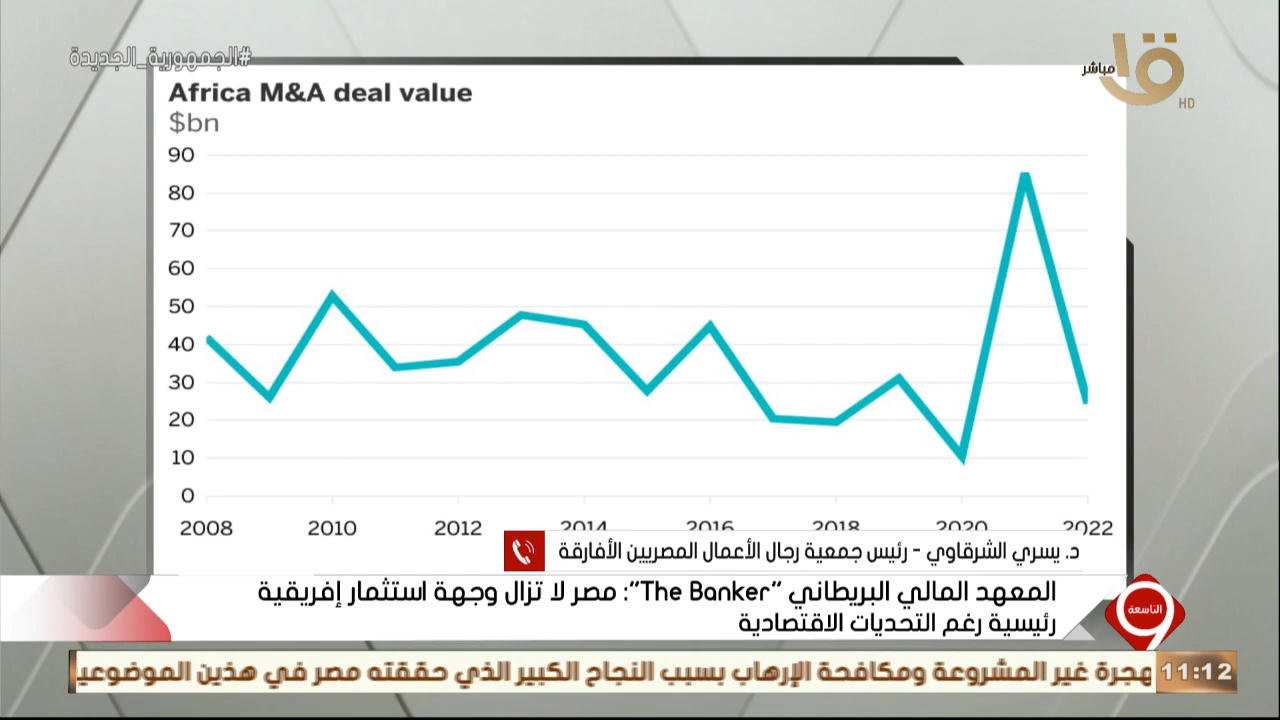 #الجمهورية_الجديدة
مباشر
HD
Africa M&A deal value
$bn
90
80
70
60
50
40
30
20
10
0
2008 2010 2012 2014 2016 2018 2020 2022
د. يسري الشرقاوي - رئيس جمعية رجال الأعمال المصريين الأفارقة
المعهد المالي البريطاني "The Banker": مصر لا تزال وجهة استثمار إفريقية
رئيسية رغم التحديات الاقتصادية
التاسعة
9
11:12 هجرة غير المشروعة ومكافحة الإرهاب بسبب النجاح الكبير الذي حققته مصر في هذين